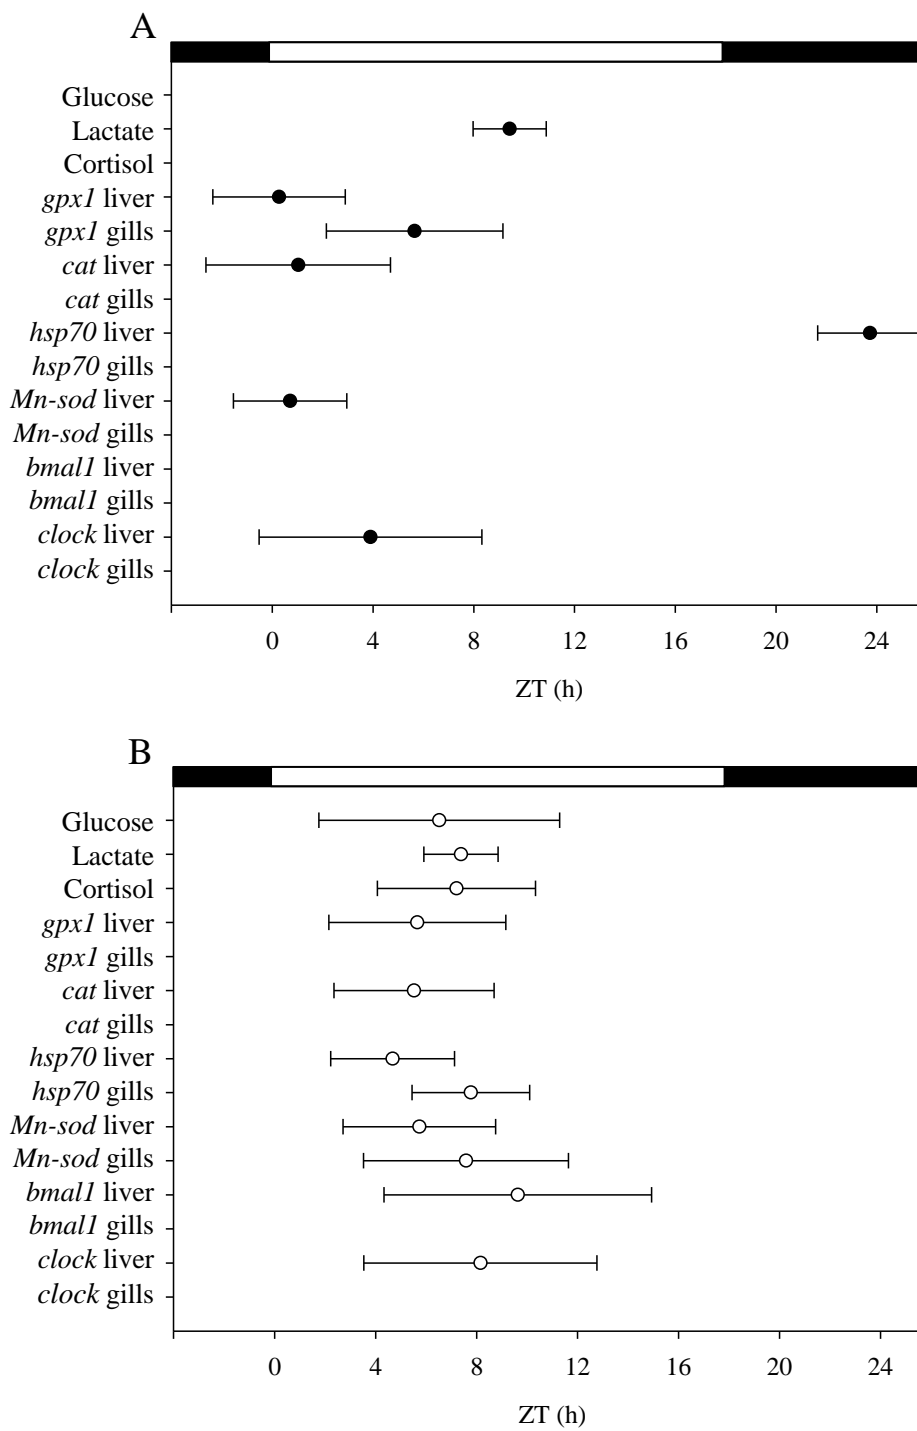 A
Glucose
Lactate
Cortisol
gpx1 liver
gpx1 gills
cat liver
cat gills
hsp70 liver
hsp70 gills
Mn-sod liver
Mn-sod gills
bmal1 liver
bmal1 gills
clock liver
clock gills
0 4 8 12 16 20 24
ZT (h)
B
Glucose
Lactate
Cortisol
gpx1 liver
gpx1 gills
cat liver
cat gills
hsp70 liver
hsp70 gills
Mn-sod liver
Mn-sod gills
bmal1 liver
bmal1 gills
clock liver
clock gills
0 4 8 12 16 20 24
ZT (h)